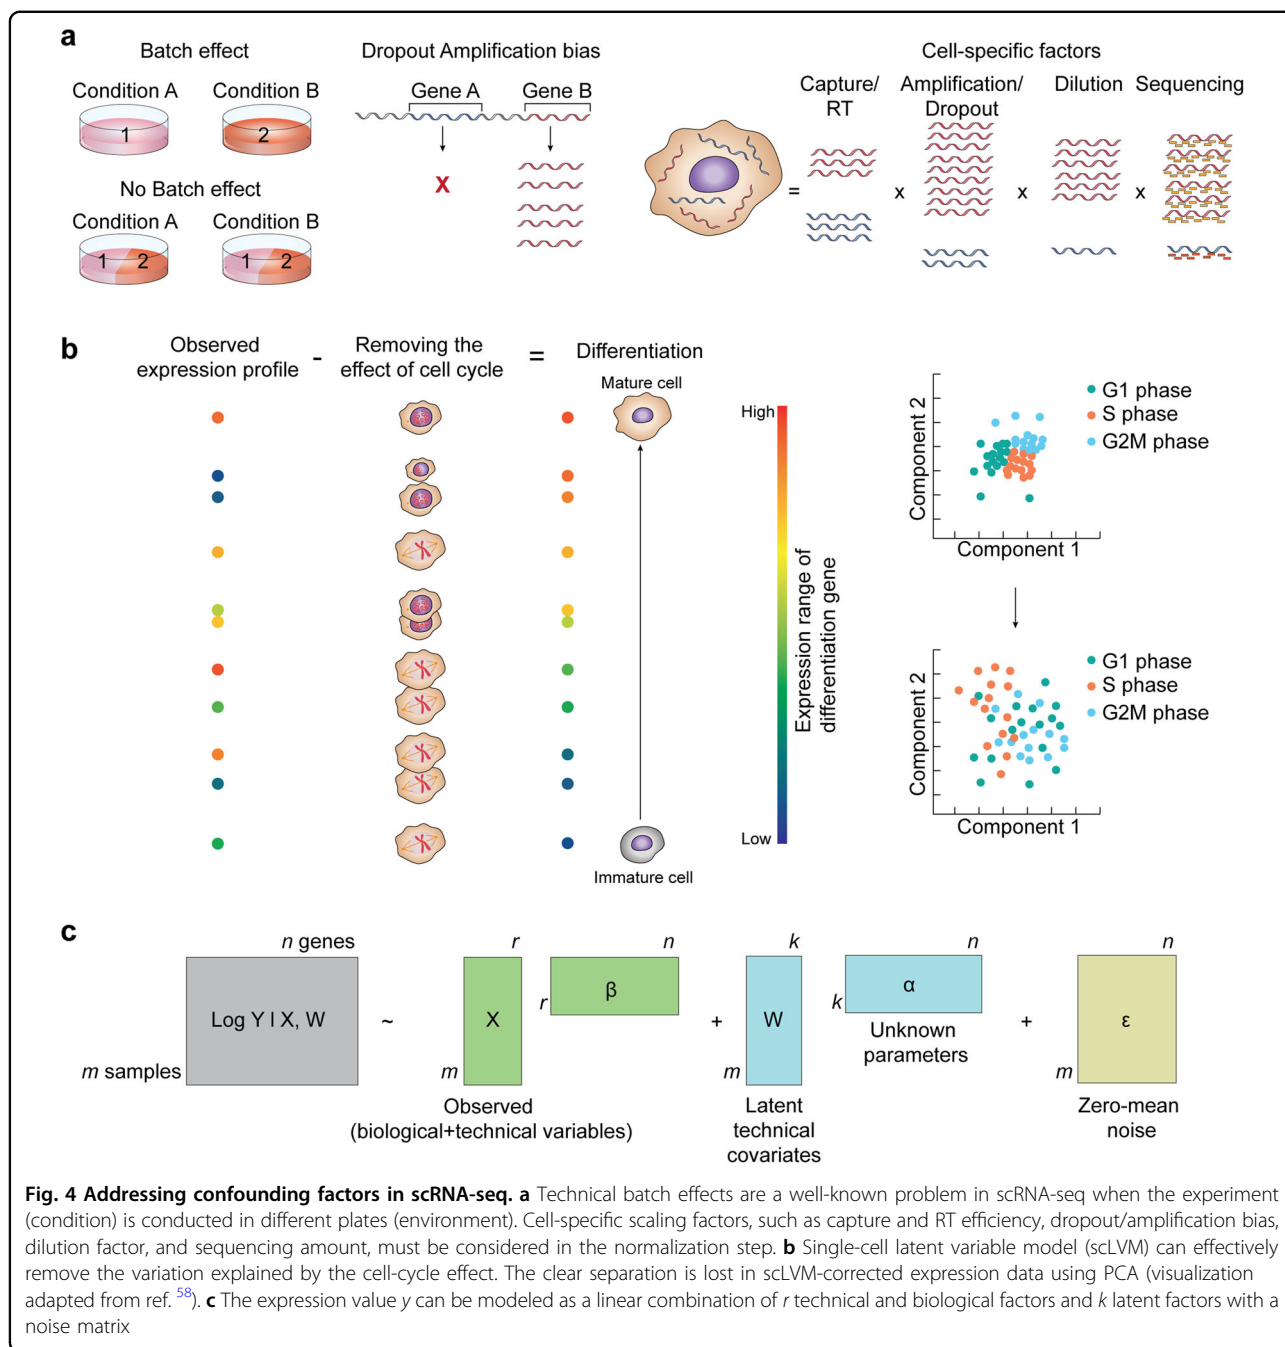 a
Batch effect
Condition A
Condition B
1
2
No Batch effect
Condition A
Condition B
1 2
1 2
Dropout Amplification bias
Gene A
Gene B
X
Cell-specific factors
Capture/
RT
Amplification/
Dropout
Dilution
Sequencing
=
x
x
x
b
Observed
expression profile
-
Removing the
effect of cell cycle
=
Differentiation
Mature cell
Immature cell
High
Low
Expression range of
differentiation gene
Component 2
Component 1
G1 phase
S phase
G2M phase
Component 2
Component 1
G1 phase
S phase
G2M phase
c
n genes
Log Y I X, W
m samples
~
r
X
m
n
r
β
Observed
(biological+technical variables)
+
k
W
m
Latent
technical
covariates
n
k
α
Unknown
parameters
+
n
ε
m
Zero-mean
noise
Fig. 4 Addressing confounding factors in scRNA-seq. a Technical batch effects are a well-known problem in scRNA-seq when the experiment
(condition) is conducted in different plates (environment). Cell-specific scaling factors, such as capture and RT efficiency, dropout/amplification bias,
dilution factor, and sequencing amount, must be considered in the normalization step. b Single-cell latent variable model (scLVM) can effectively
remove the variation explained by the cell-cycle effect. The clear separation is lost in scLVM-corrected expression data using PCA (visualization
adapted from ref. 58). c The expression value y can be modeled as a linear combination of r technical and biological factors and k latent factors with a
noise matrix